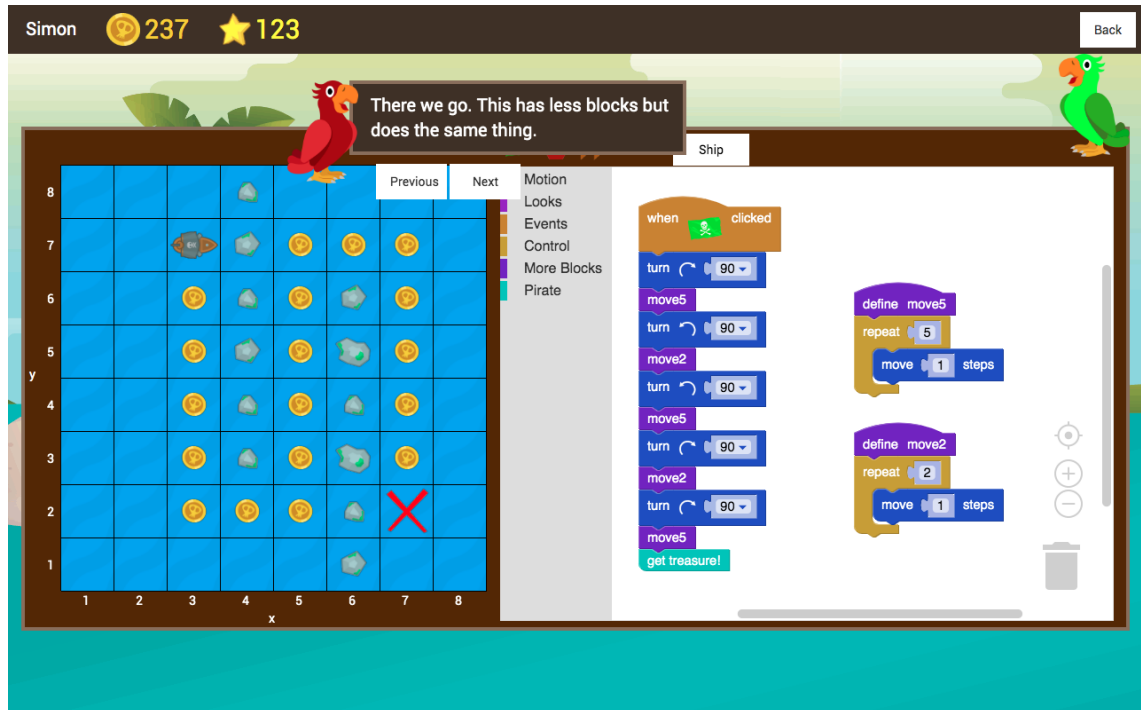 Simon
237
123
Back
There we go. This has less blocks but
does the same thing.
Ship
Previous
Next
Motion
Looks
Events
Control
More Blocks
Pirate
8
7
6
5
4
3
2
1
y
1 2 3 4 5 6 7 8
x
when clicked
turn 90
move5
turn 90
move2
turn 90
move5
turn 90
move2
turn 90
move5
get treasure!
define move5
repeat 5
move 1 steps
define move2
repeat 2
move 1 steps